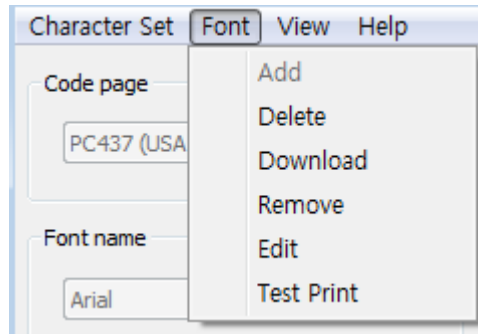 Character Set Font View Help
Code page
PC437 (USA
Font name
Arial
Add
Delete
Download
Remove
Edit
Test Print